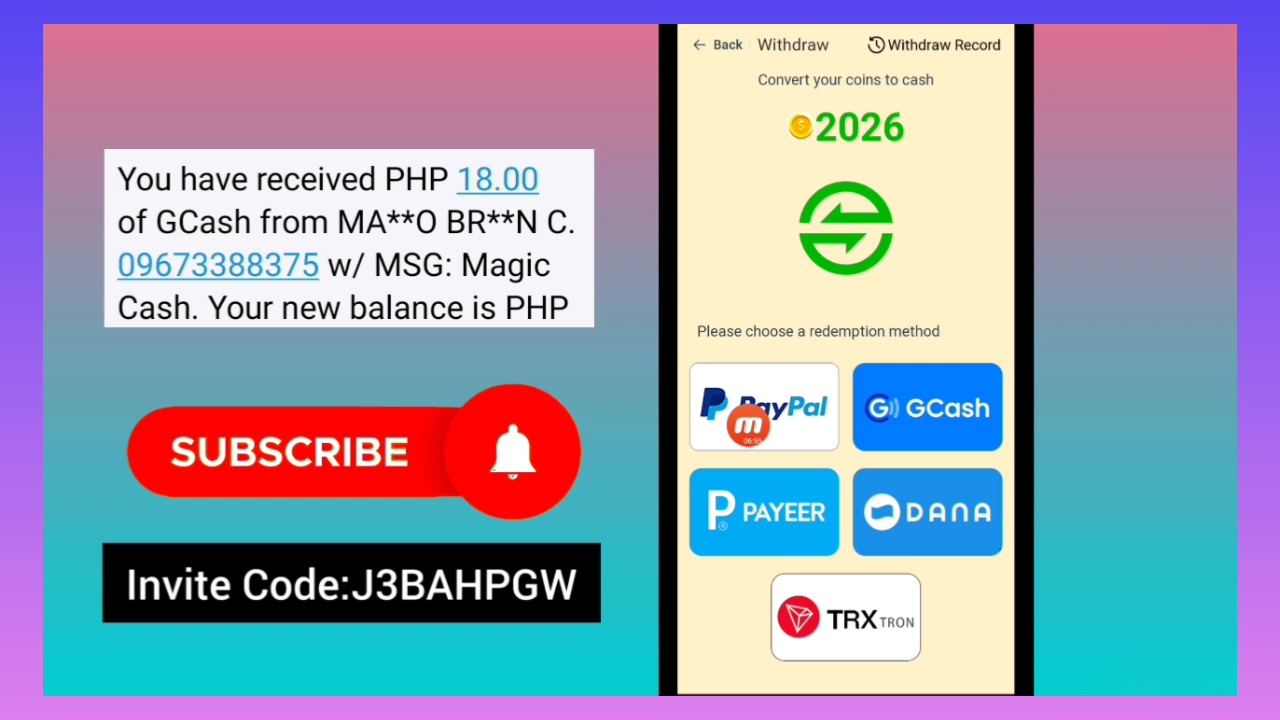 You have received PHP 18.00
of GCash from MA**O BR**N C.
09673388375 w/ MSG: Magic
Cash. Your new balance is PHP
SUBSCRIBE
Invite Code:J3BAHPGW
Back Withdraw Withdraw Record
Convert your coins to cash
2026
Please choose a redemption method
PayPal
06:55
GCash
PAYEER
DANA
TRX TRON